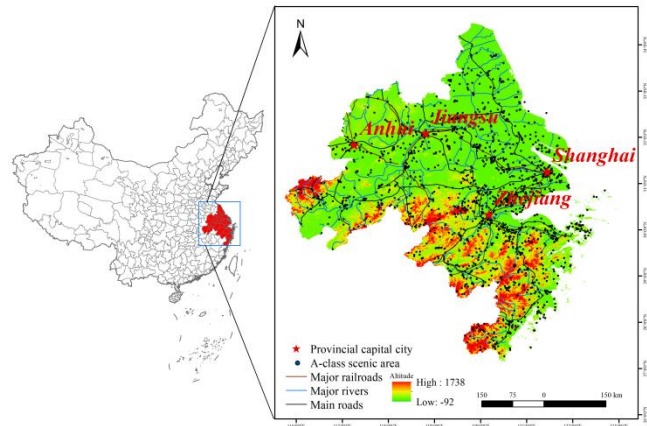 N
Jiangsu
Anhui
Shanghai
Zhejiang
Provincial capital city
A-class scenic area
Major railroads
Major rivers
Main roads
Altitude
High : 1738
Low: -92
150 75 0 150 km